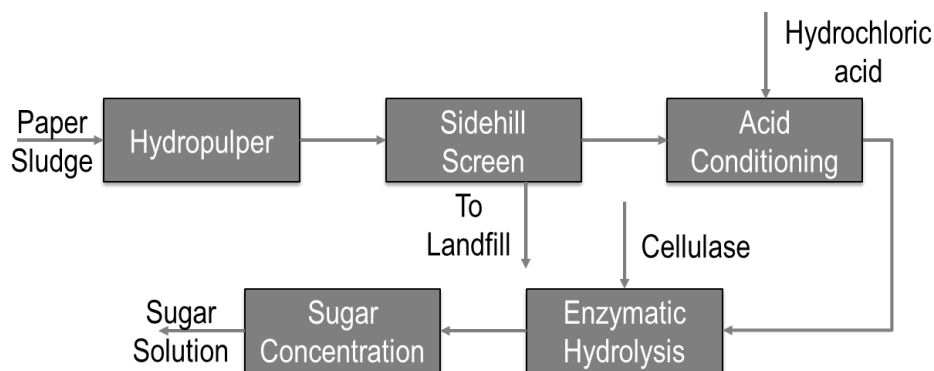 Paper
Sludge
Hydropulper
Sidehill
Screen
To
Landfill
Hydrochloric
acid
Acid
Conditioning
Cellulase
Enzymatic
Hydrolysis
Sugar
Concentration
Sugar
Solution